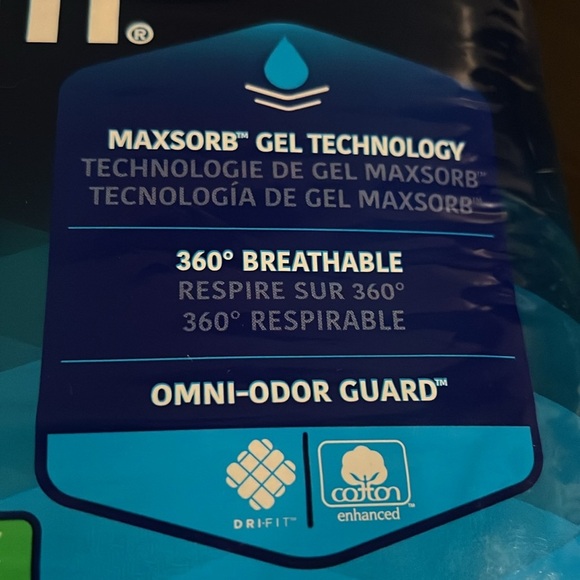 ®
MAXSORB™ GEL TECHNOLOGY
TECHNOLOGIE DE GEL MAXSORB™
TECNOLOGÍA DE GEL MAXSORB™
360° BREATHABLE
RESPIRE SUR 360°
360° RESPIRABLE
OMNI-ODOR GUARD™
DRI-FIT™
cotton™
enhanced